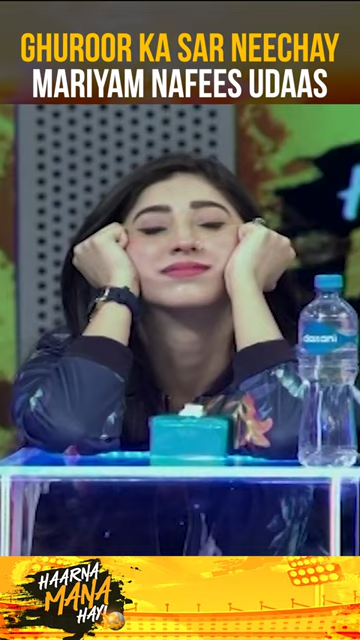 GHUROOR KA SAR NEECHAY
MARIYAM NAFEES UDAAS
dasani
HAARNA
MANA
HAY!